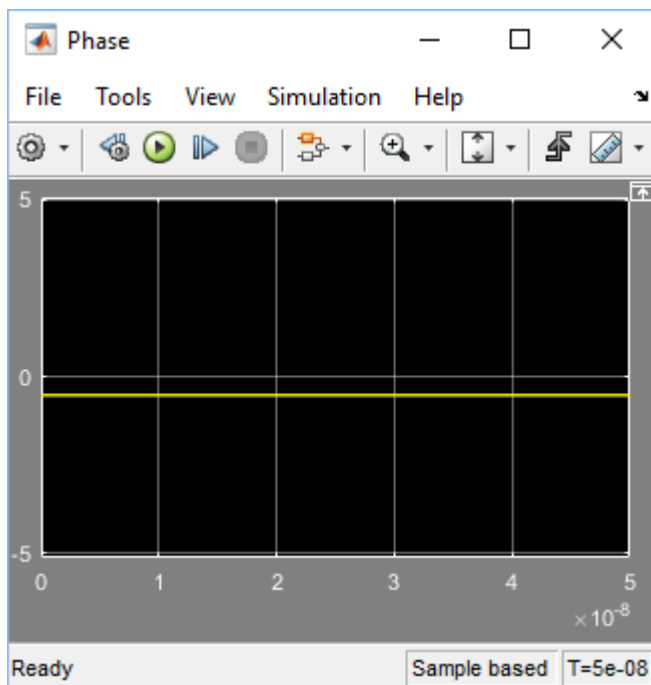 Phase
File Tools View Simulation Help
5
0
-5
0 1 2 3 4 5
×10-8
Ready Sample based T=5e-08